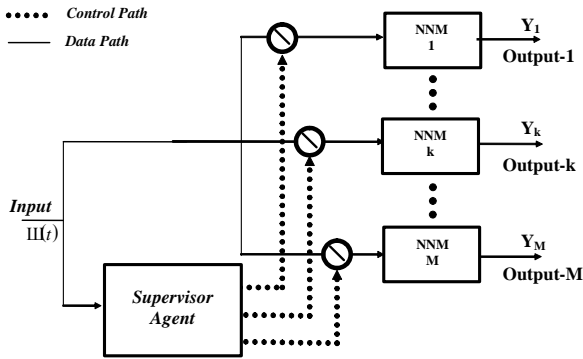 Control Path
Data Path
NNM
1
Y1
Output-1
NNM
k
Yk
Output-k
Input
Ш(t)
NNM
M
YM
Output-M
Supervisor
Agent